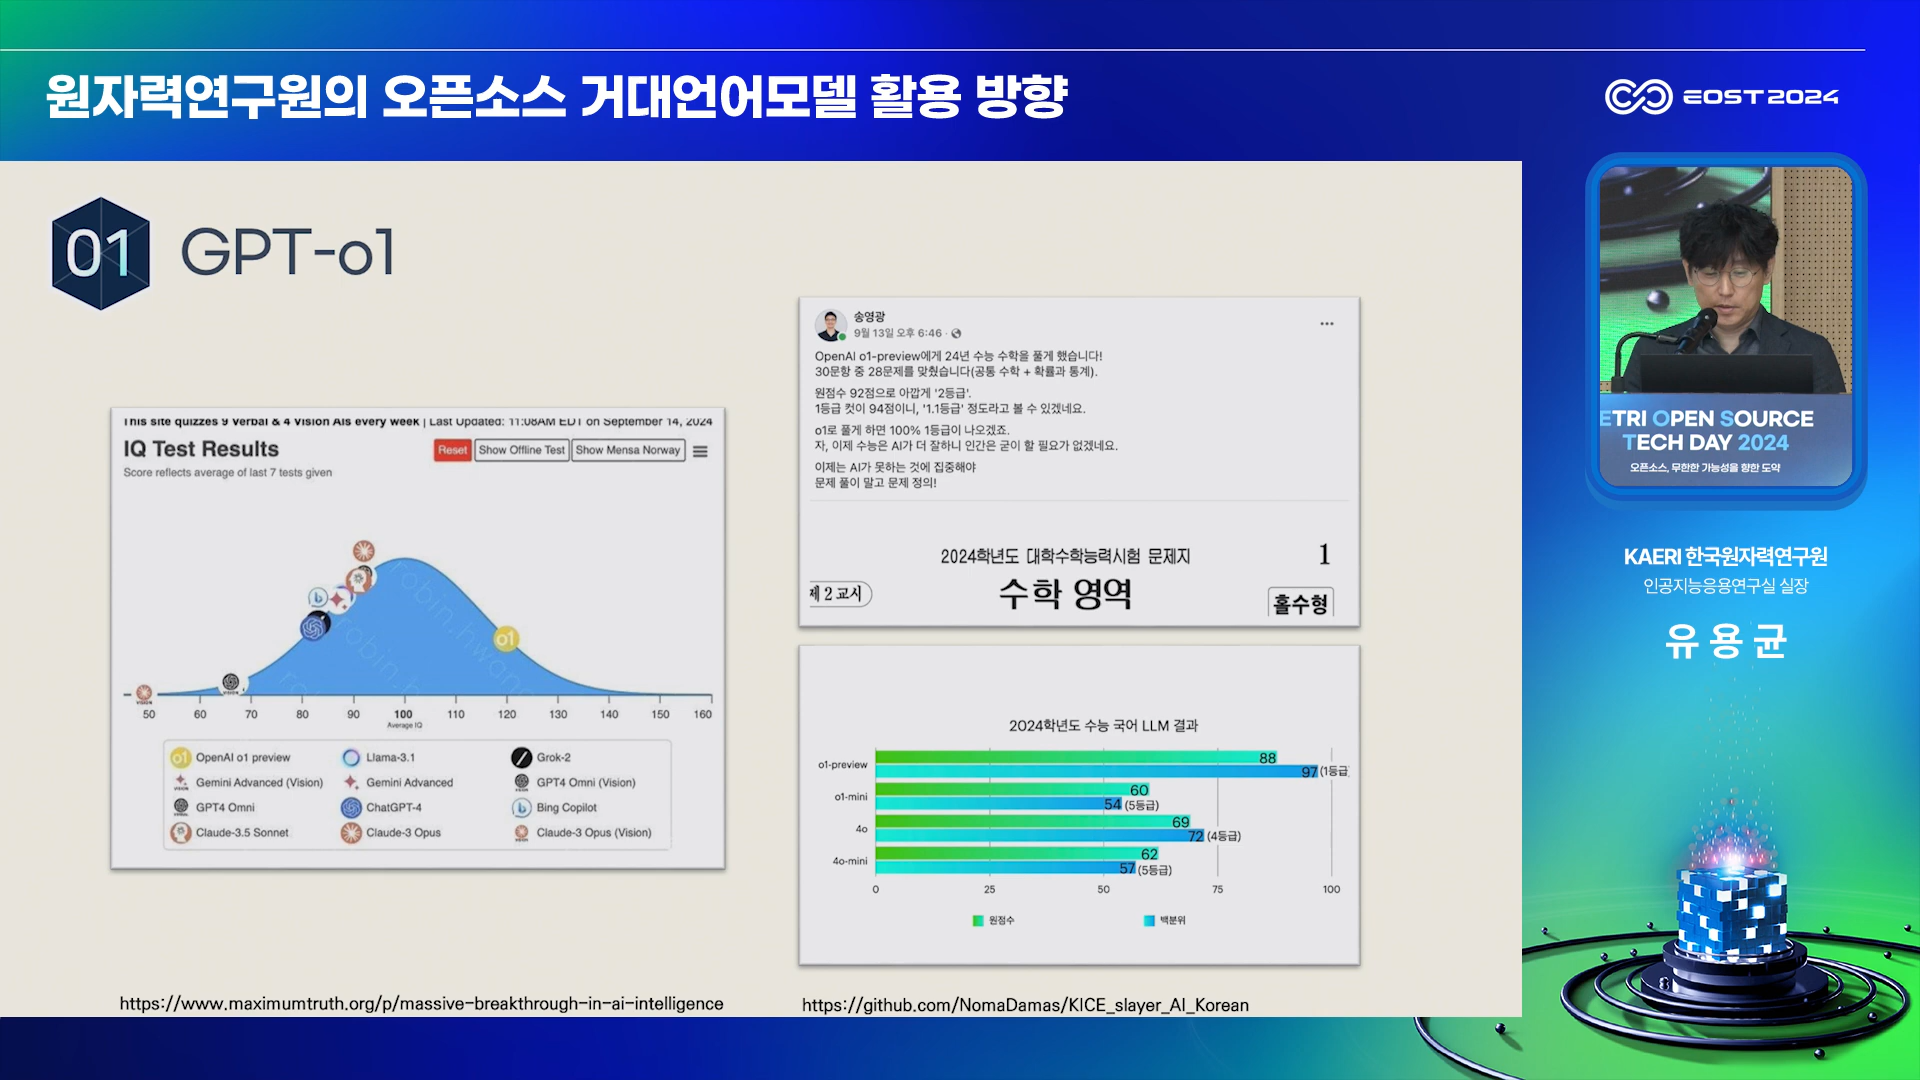 원자력연구원의 오픈소스 거대언어모델 활용 방향
EOST 2024
01 GPT-o1
This site quizzes 9 Verbal & 4 Vision AIs every week | Last Updated: 11:08AM EDT on September 14, 2024
IQ Test Results
Reset
Show Offline Test
Show Mensa Norway
Score reflects average of last 7 tests given
o1
50 60 70 80 90 100 110 120 130 140 150 160
Average IQ
OpenAI o1 preview
Llama-3.1
Grok-2
Gemini Advanced (Vision)
Gemini Advanced
GPT4 Omni (Vision)
GPT4 Omni
ChatGPT-4
Bing Copilot
Claude-3.5 Sonnet
Claude-3 Opus
Claude-3 Opus (Vision)
https://www.maximumtruth.org/p/massive-breakthrough-in-ai-intelligence
송영광
9월 13일 오후 6:46
OpenAI o1-preview에게 24년 수능 수학을 풀게 했습니다!
30문항 중 28문제를 맞췄습니다(공통 수학 + 확률과 통계).
원점수 92점으로 아깝게 '2등급'.
1등급 컷이 94점이니, '1.1등급' 정도라고 볼 수 있겠네요.
o1로 풀게 하면 100% 1등급이 나오겠죠.
자, 이제 수능은 AI가 더 잘하니 인간은 굳이 할 필요가 없겠네요.
이제는 AI가 못하는 것에 집중해야
문제 풀이 말고 문제 정의!
2024학년도 대학수학능력시험 문제지
1
제 2 교시
수학 영역
홀수형
2024학년도 수능 국어 LLM 결과
o1-preview
88
97 (1등급
o1-mini
60
54 (5등급)
4o
69
72 (4등급)
4o-mini
62
57 (5등급)
0 25 50 75 100
원점수
백분위
https://github.com/NomaDamas/KICE_slayer_AI_Korean
ETRI OPEN SOURCE
TECH DAY 2024
오픈소스, 무한한 가능성을 향한 도약
KAERI 한국원자력연구원
인공지능응용연구실 실장
유용균